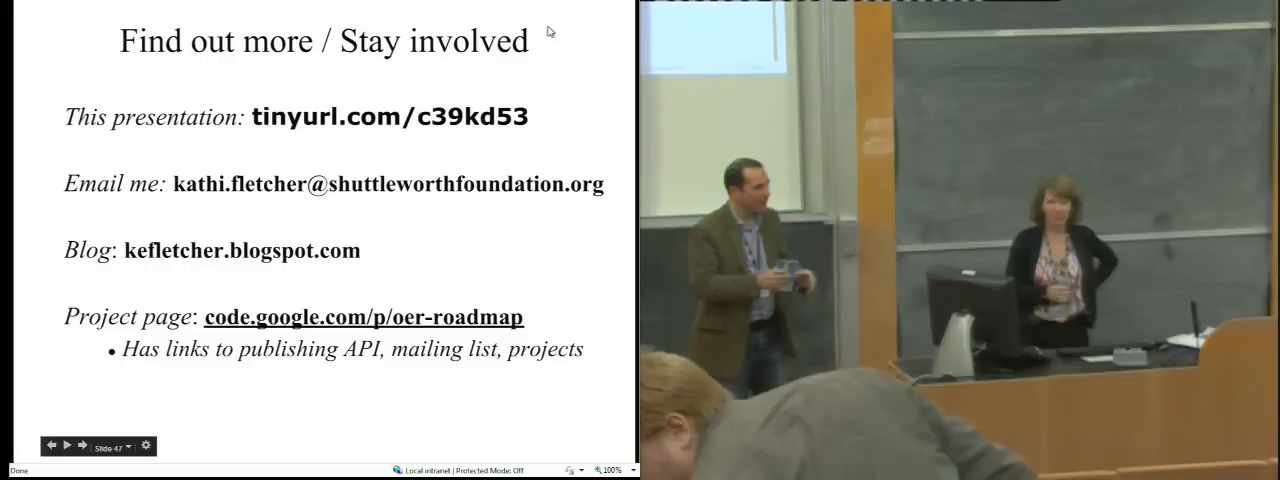 Find out more / Stay involved
This presentation: tinyurl.com/c39kd53
Email me: kathi.fletcher@shuttleworthfoundation.org
Blog: kefletcher.blogspot.com
Project page: code.google.com/p/oer-roadmap
• Has links to publishing API, mailing list, projects
Slide 47
Done Local intranet | Protected Mode: Off 100%